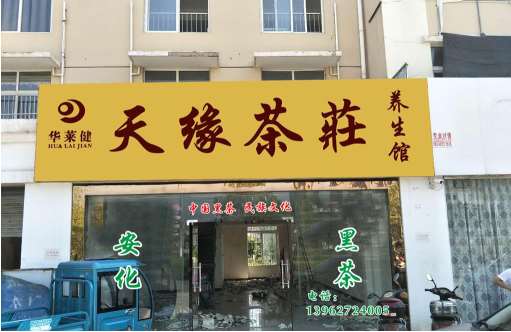 华莱健
HUA LAI JIAN
天缘茶莊
养生馆
中国黑茶 民族文化
安化
黑茶
电话:
13962724005